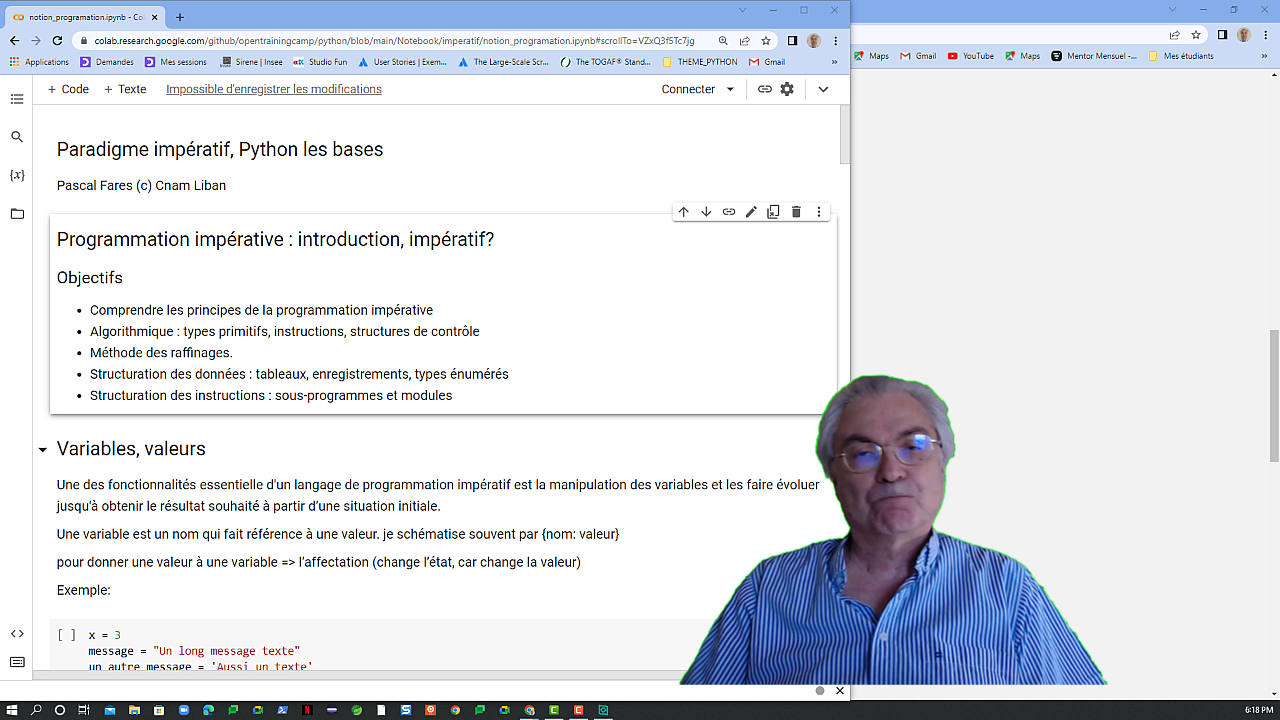 notion_programation.ipynb - Col
colab.research.google.com/github/opentrainingcamp/python/blob/main/Notebook/imperatif/notion_programation.ipynb#scrollTo=VZxQ3f5Tc7jg
Applications Demandes Mes sessions Sirene | Insee Studio Fun User Stories | Exem... The Large-Scale Scr... The TOGAF® Stand... THEME_PYTHON Gmail »
Maps Gmail YouTube Maps Mentor Mensuel -... Mes étudiants »
+ Code + Texte Impossible d'enregistrer les modifications Connecter
{x}
Paradigme impératif, Python les bases
Pascal Fares (c) Cnam Liban
Programmation impérative : introduction, impératif?
Objectifs
• Comprendre les principes de la programmation impérative
• Algorithmique : types primitifs, instructions, structures de contrôle
• Méthode des raffinages.
• Structuration des données : tableaux, enregistrements, types énumérés
• Structuration des instructions : sous-programmes et modules
Variables, valeurs
Une des fonctionnalités essentielle d'un langage de programmation impératif est la manipulation des variables et les faire évoluer
jusqu'à obtenir le résultat souhaité à partir d'une situation initiale.
Une variable est un nom qui fait référence à une valeur. je schématise souvent par {nom: valeur}
pour donner une valeur à une variable => l'affectation (change l'état, car change la valeur)
Exemple:
[ ] x = 3
message = "Un long message texte"
un_autre_message = 'Aussi un texte'
6:18 PM